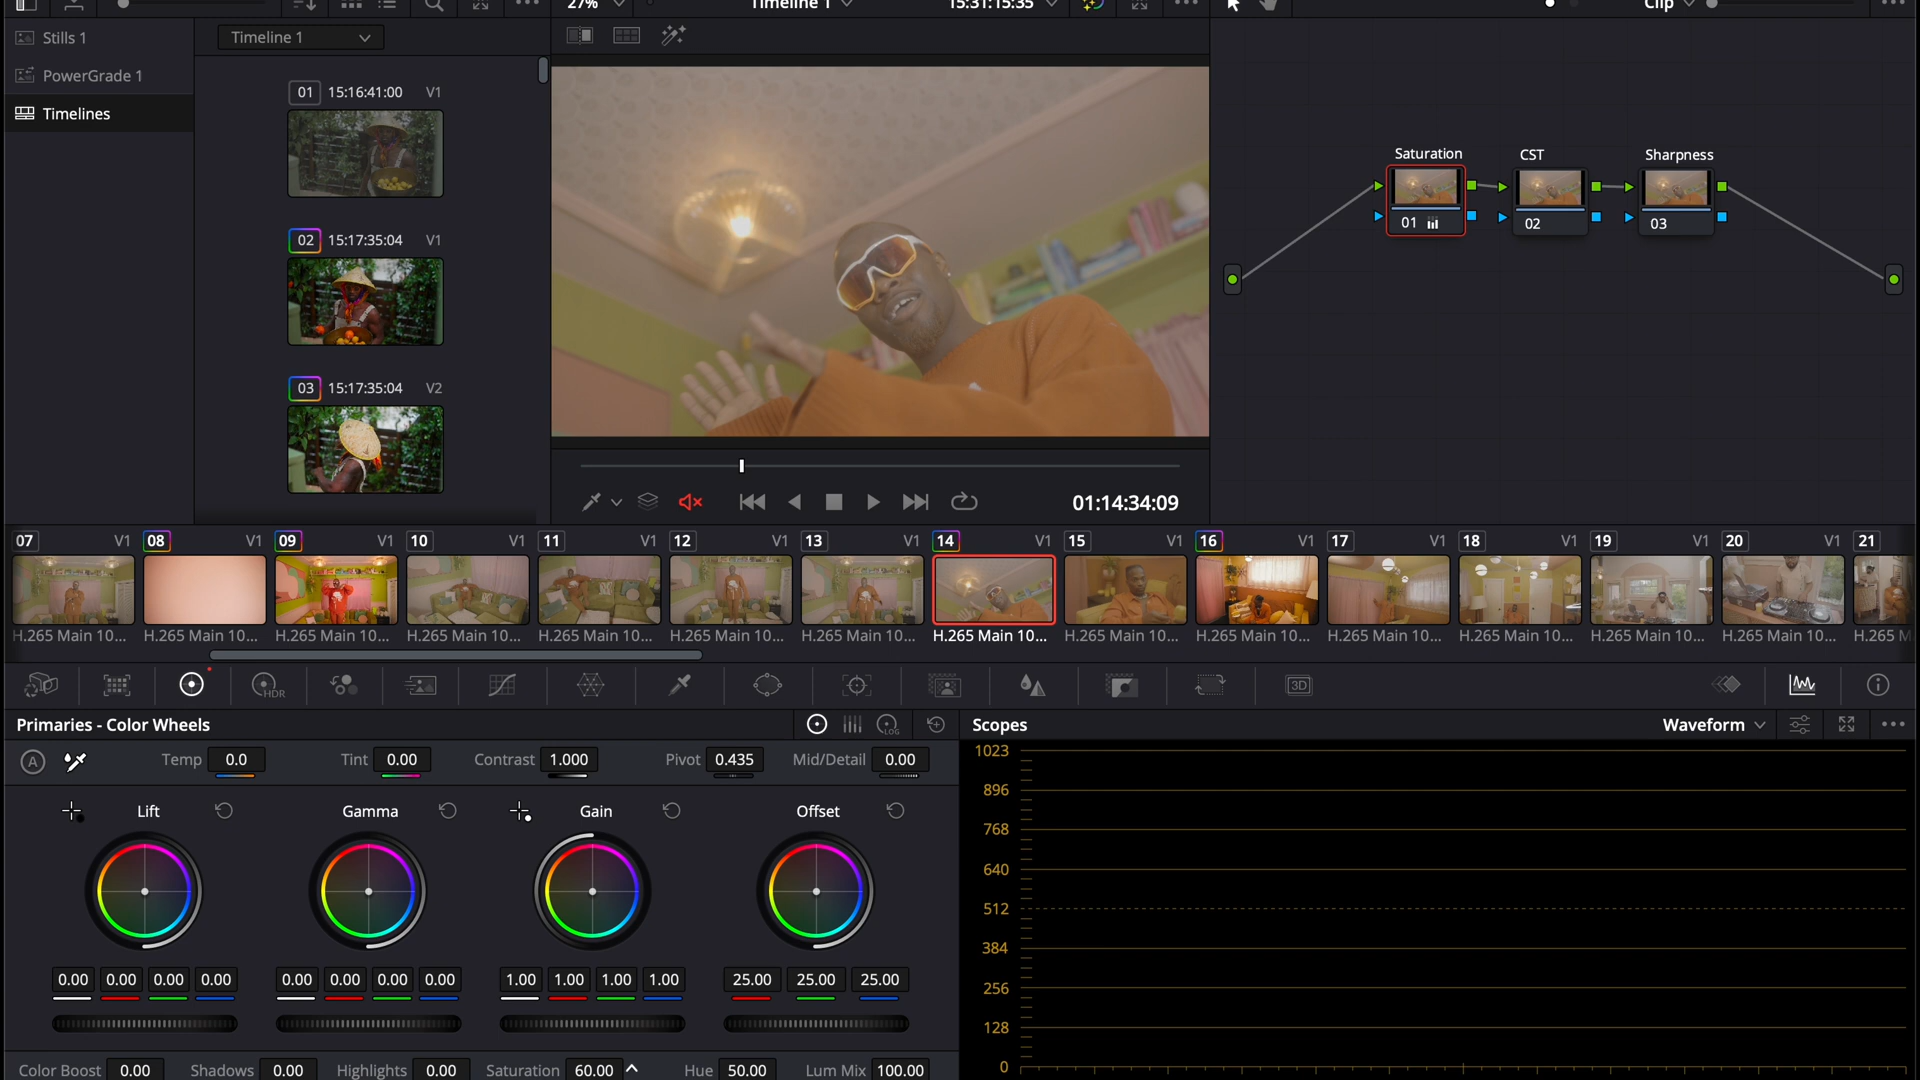 27%
Timeline 1
15:31:15:35
Clip
Stills 1
Timeline 1
PowerGrade 1
Timelines
01 15:16:41:00 V1
02 15:17:35:04 V1
03 15:17:35:04 V2
Saturation
CST
Sharpness
01
02
03
01:14:34:09
07 V1 08 V1 09 V1 10 V1 11 V1 12 V1 13 V1 14 V1 15 V1 16 V1 17 V1 18 V1 19 V1 20 V1 21
H.265 Main 10... H.265 Main 10... H.265 Main 10... H.265 Main 10... H.265 Main 10... H.265 Main 10... H.265 Main 10... H.265 Main 10... H.265 Main 10... H.265 Main 10... H.265 Main 10... H.265 Main 10... H.265 Main 10... H.265 Main 10... H.265 M
HDR
3D
Primaries - Color Wheels
LOG
Scopes
Waveform
A
Temp 0.0 Tint 0.00 Contrast 1.000 Pivot 0.435 Mid/Detail 0.00
Lift Gamma Gain Offset
0.00 0.00 0.00 0.00 0.00 0.00 0.00 0.00 1.00 1.00 1.00 1.00 25.00 25.00 25.00
Color Boost 0.00 Shadows 0.00 Highlights 0.00 Saturation 60.00 Hue 50.00 Lum Mix 100.00
1023
896
768
640
512
384
256
128
0